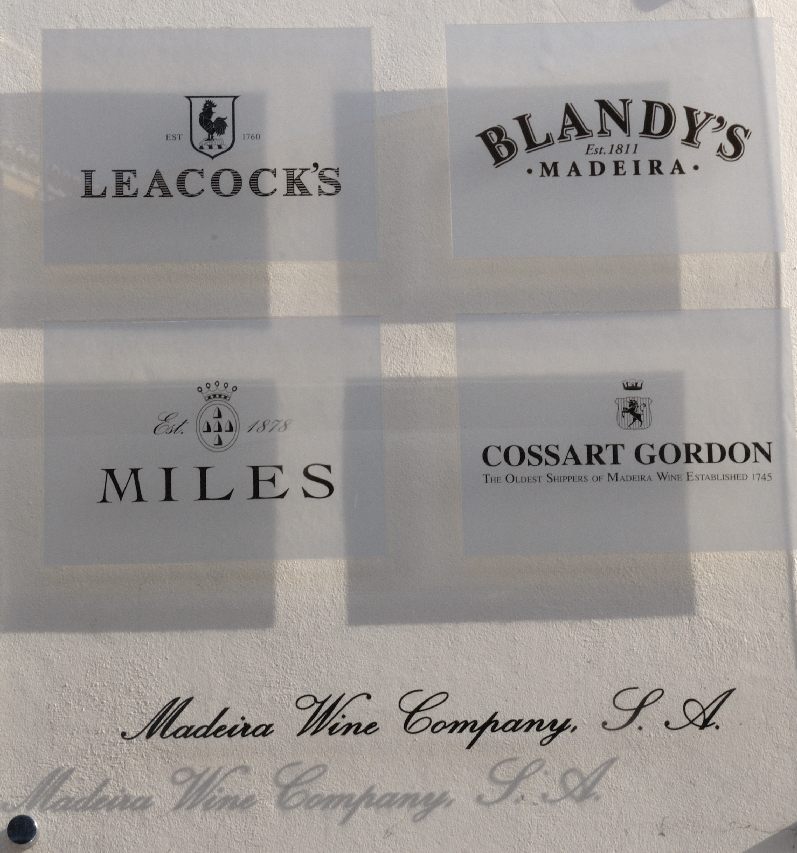 EST 1760
LEACOCK'S
BLANDY'S
Est. 1811
·MADEIRA·
Est. 1878
MILES
COSSART GORDON
THE OLDEST SHIPPERS OF MADEIRA WINE ESTABLISHED 1745
Madeira Wine Company, S. A.